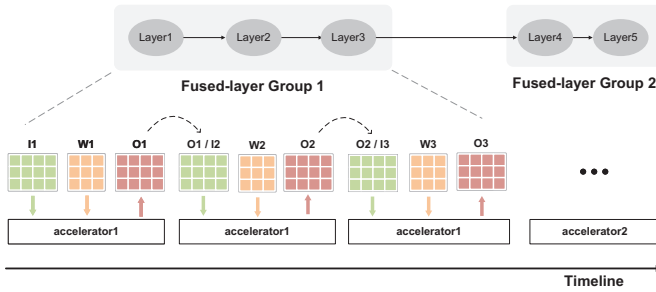 Layer1 Layer2 Layer3 Layer4 Layer5
Fused-layer Group 1 Fused-layer Group 2
I1 W1 O1 O1 / I2 W2 O2 O2 / I3 W3 O3
accelerator1 accelerator1 accelerator1 accelerator2
Timeline